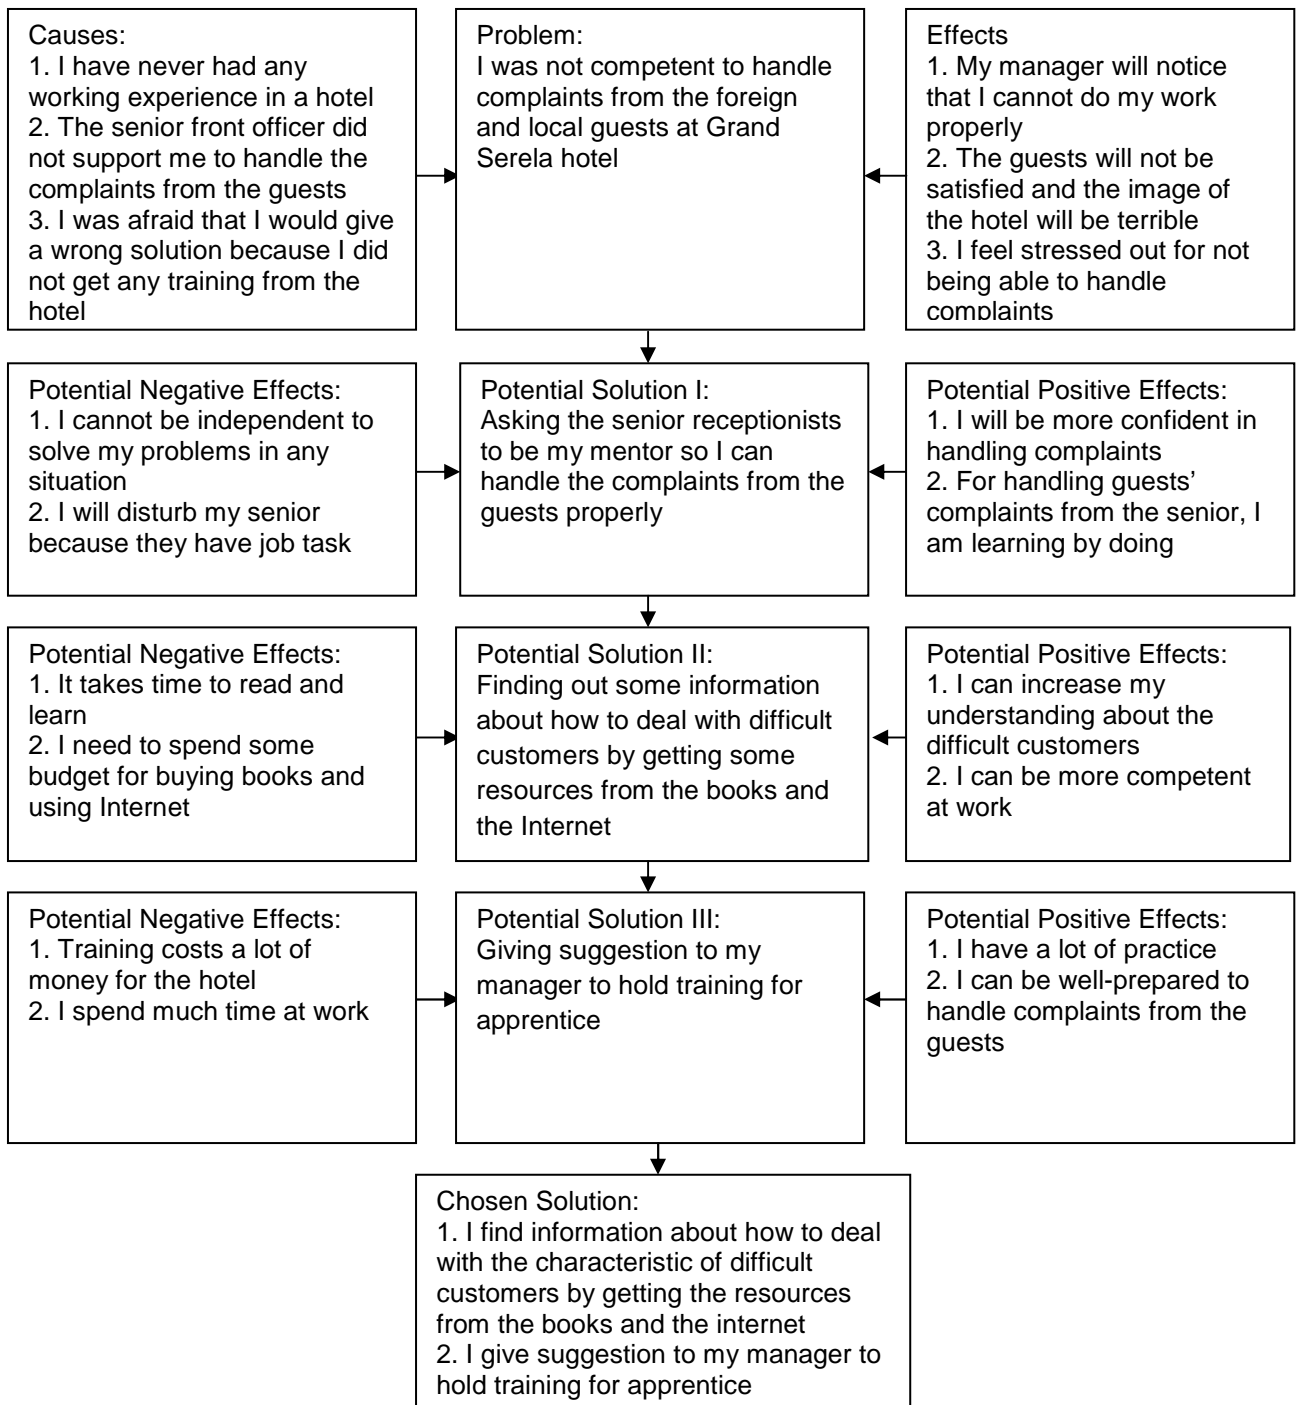 Causes:
1. I have never had any
working experience in a hotel
2. The senior front officer did
not support me to handle the
complaints from the guests
3. I was afraid that I would give
a wrong solution because I did
not get any training from the
hotel
Problem:
I was not competent to handle
complaints from the foreign
and local guests at Grand
Serela hotel
Effects
1. My manager will notice
that I cannot do my work
properly
2. The guests will not be
satisfied and the image of
the hotel will be terrible
3. I feel stressed out for not
being able to handle
complaints
Potential Negative Effects:
1. I cannot be independent to
solve my problems in any
situation
2. I will disturb my senior
because they have job task
Potential Solution I:
Asking the senior receptionists
to be my mentor so I can
handle the complaints from the
guests properly
Potential Positive Effects:
1. I will be more confident in
handling complaints
2. For handling guests’
complaints from the senior, I
am learning by doing
Potential Negative Effects:
1. It takes time to read and
learn
2. I need to spend some
budget for buying books and
using Internet
Potential Solution II:
Finding out some information
about how to deal with difficult
customers by getting some
resources from the books and
the Internet
Potential Positive Effects:
1. I can increase my
understanding about the
difficult customers
2. I can be more competent
at work
Potential Negative Effects:
1. Training costs a lot of
money for the hotel
2. I spend much time at work
Potential Solution III:
Giving suggestion to my
manager to hold training for
apprentice
Potential Positive Effects:
1. I have a lot of practice
2. I can be well-prepared to
handle complaints from the
guests
Chosen Solution:
1. I find information about how to deal
with the characteristic of difficult
customers by getting the resources
from the books and the internet
2. I give suggestion to my manager to
hold training for apprentice